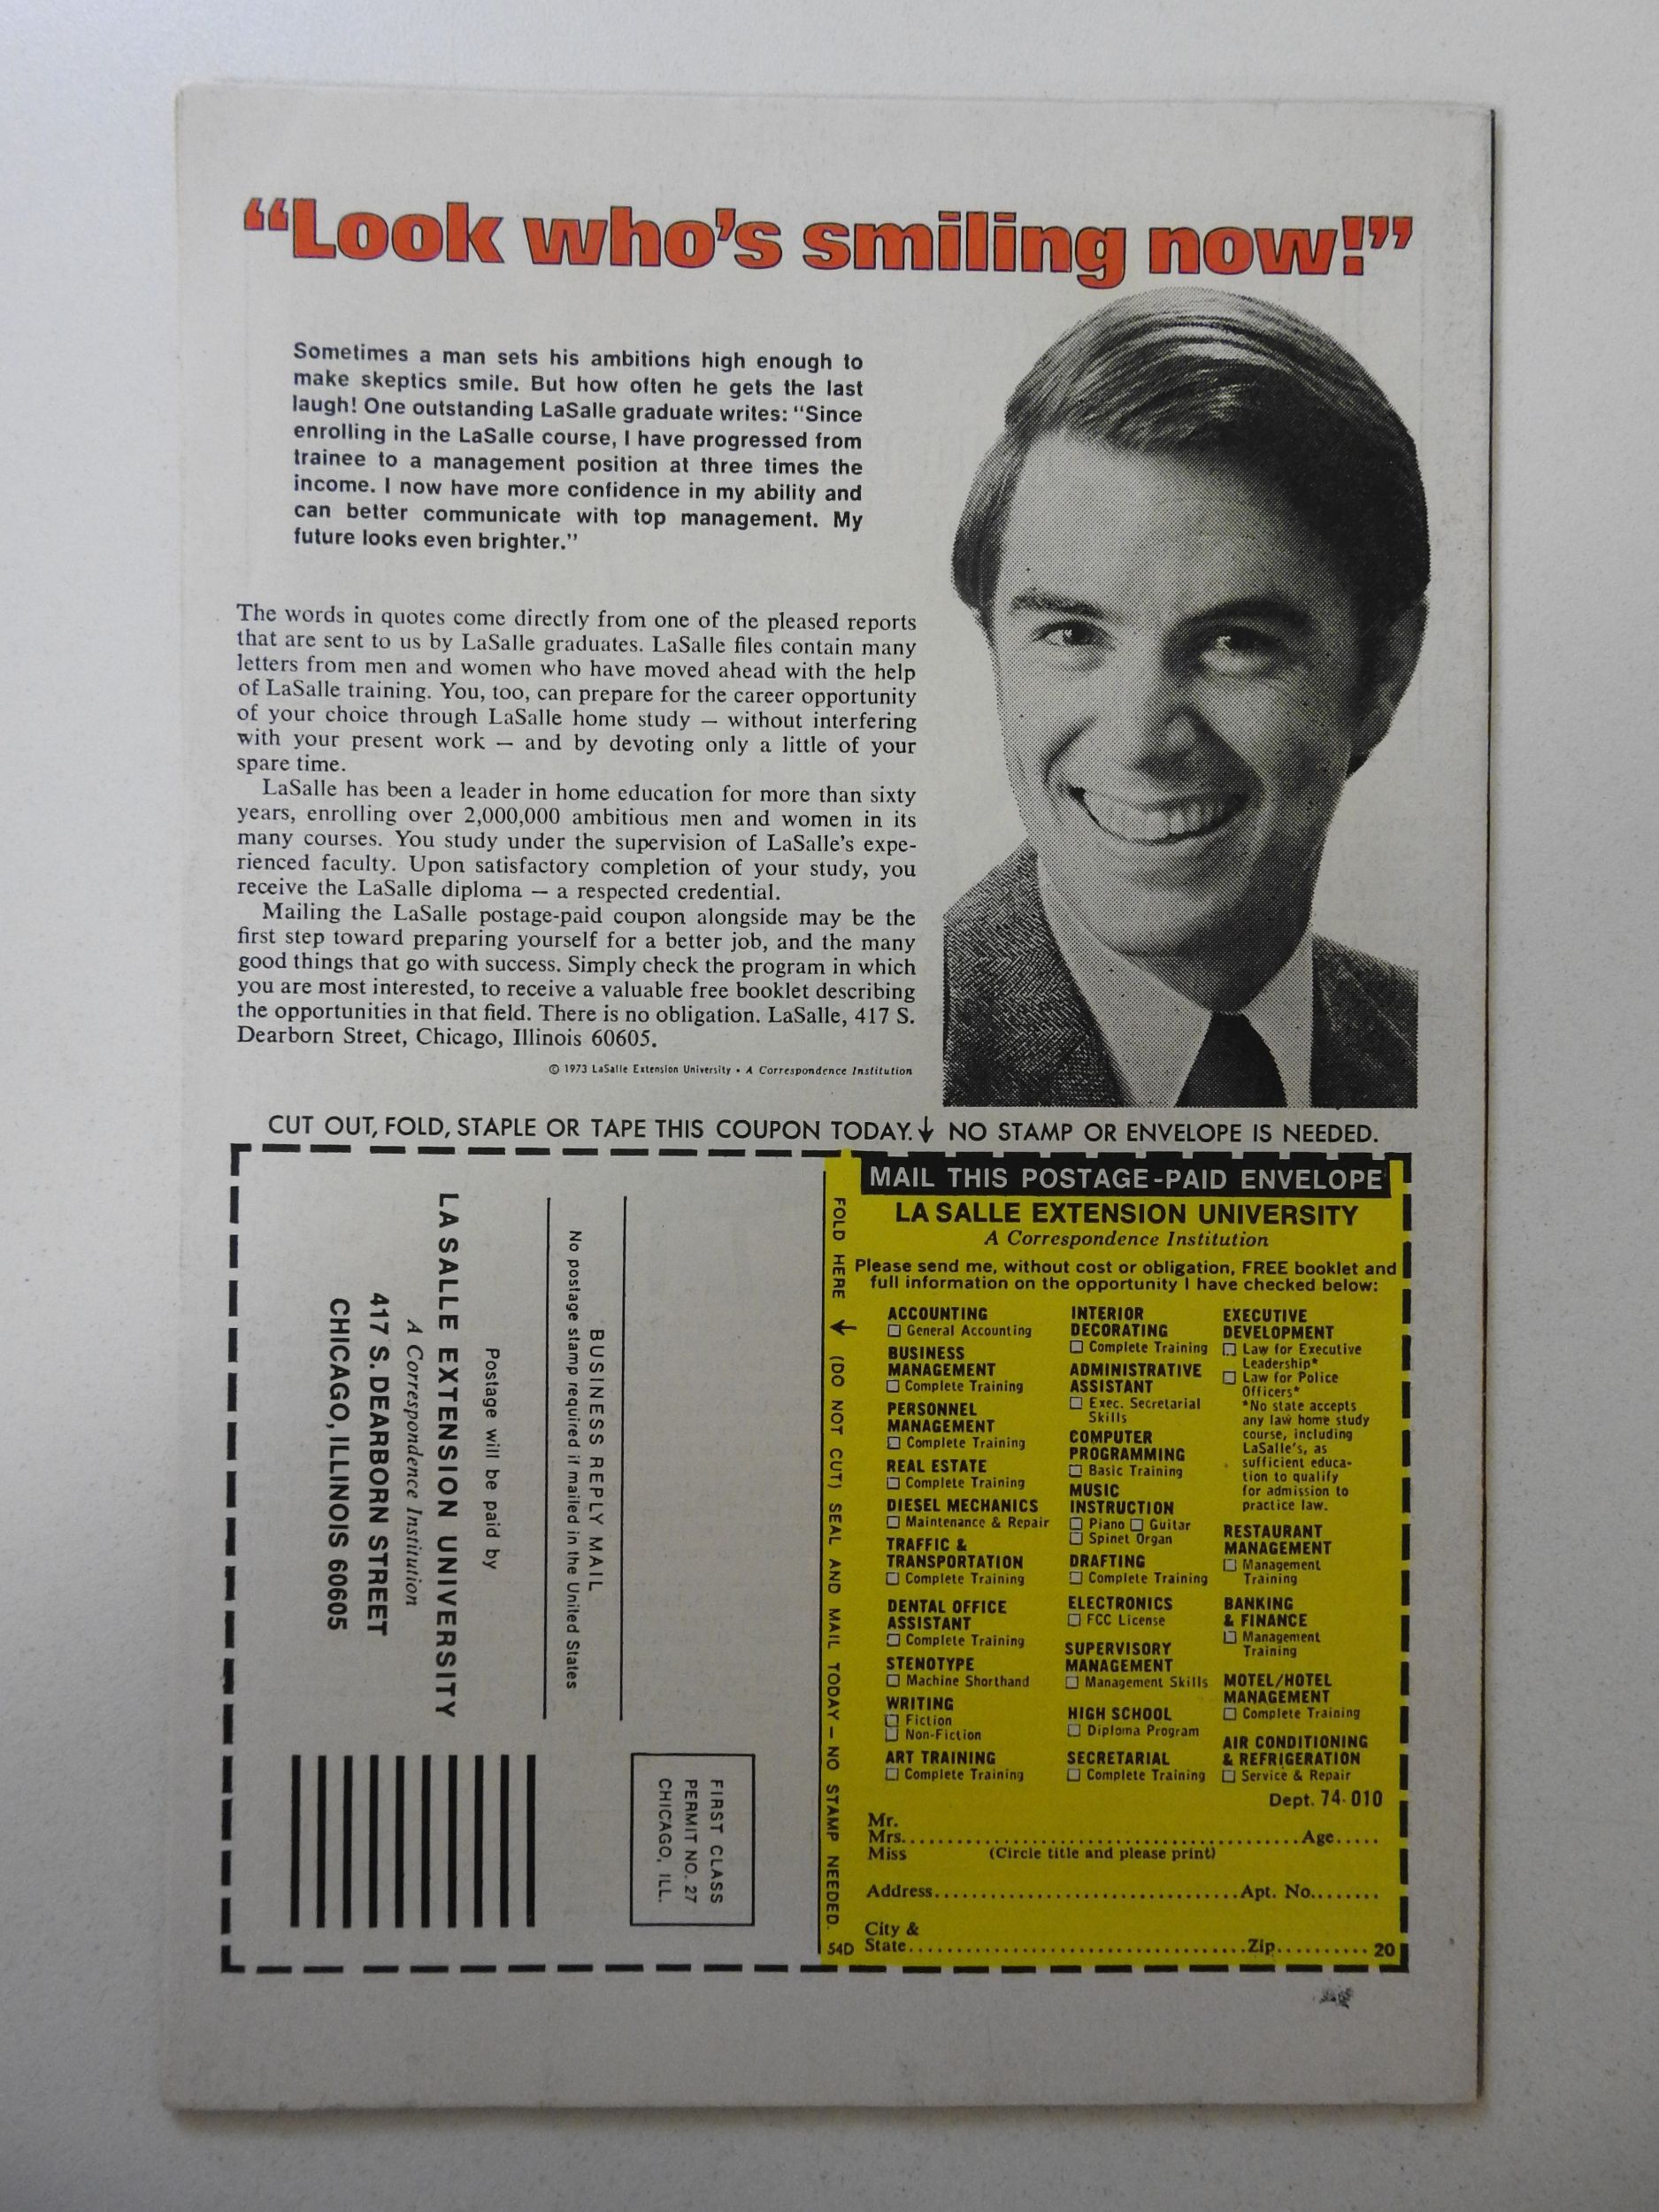 “Look who’s smiling now!”
Sometimes a man sets his ambitions high enough to
make skeptics smile. But how often he gets the last
laugh! One outstanding LaSalle graduate writes: “Since
enrolling in the LaSalle course, I have progressed from
trainee to a management position at three times the
income. I now have more confidence in my ability and
can better communicate with top management. My
future looks even brighter.”
The words in quotes come directly from one of the pleased reports
that are sent to us by LaSalle graduates. LaSalle files contain many
letters from men and women who have moved ahead with the help
of LaSalle training. You, too, can prepare for the career opportunity
of your choice through LaSalle home study — without interfering
with your present work — and by devoting only a little of your
spare time.
LaSalle has been a leader in home education for more than sixty
years, enrolling over 2,000,000 ambitious men and women in its
many courses. You study under the supervision of LaSalle’s expe-
rienced faculty. Upon satisfactory completion of your study, you
receive the LaSalle diploma — a respected credential.
Mailing the LaSalle postage-paid coupon alongside may be the
first step toward preparing yourself for a better job, and the many
good things that go with success. Simply check the program in which
you are most interested, to receive a valuable free booklet describing
the opportunities in that field. There is no obligation. LaSalle, 417 S.
Dearborn Street, Chicago, Illinois 60605.
© 1973 LaSalle Extension University • A Correspondence Institution
CUT OUT, FOLD, STAPLE OR TAPE THIS COUPON TODAY.↓ NO STAMP OR ENVELOPE IS NEEDED.
FIRST CLASS
PERMIT NO. 27
CHICAGO, ILL.
BUSINESS REPLY MAIL
No postage stamp required if mailed in the United States
Postage will be paid by
LA SALLE EXTENSION UNIVERSITY
A Correspondence Institution
417 S. DEARBORN STREET
CHICAGO, ILLINOIS 60605
FOLD HERE ↓ (DO NOT CUT) SEAL AND MAIL TODAY — NO STAMP NEEDED.
MAIL THIS POSTAGE-PAID ENVELOPE
LA SALLE EXTENSION UNIVERSITY
A Correspondence Institution
Please send me, without cost or obligation, FREE booklet and
full information on the opportunity I have checked below:
ACCOUNTING
☐ General Accounting
BUSINESS
MANAGEMENT
☐ Complete Training
PERSONNEL
MANAGEMENT
☐ Complete Training
REAL ESTATE
☐ Complete Training
DIESEL MECHANICS
☐ Maintenance & Repair
TRAFFIC &
TRANSPORTATION
☐ Complete Training
DENTAL OFFICE
ASSISTANT
☐ Complete Training
STENOTYPE
☐ Machine Shorthand
WRITING
☐ Fiction
☐ Non-Fiction
ART TRAINING
☐ Complete Training
INTERIOR
DECORATING
☐ Complete Training
ADMINISTRATIVE
ASSISTANT
☐ Exec. Secretarial
Skills
COMPUTER
PROGRAMMING
☐ Basic Training
MUSIC
INSTRUCTION
☐ Piano ☐ Guitar
☐ Spinet Organ
DRAFTING
☐ Complete Training
ELECTRONICS
☐ FCC License
SUPERVISORY
MANAGEMENT
☐ Management Skills
HIGH SCHOOL
☐ Diploma Program
SECRETARIAL
☐ Complete Training
EXECUTIVE
DEVELOPMENT
☐ Law for Executive
Leadership*
☐ Law for Police
Officers*
*No state accepts
any law home study
course, including
LaSalle’s, as
sufficient educa-
tion to qualify
for admission to
practice law.
RESTAURANT
MANAGEMENT
☐ Management
Training
BANKING
& FINANCE
☐ Management
Training
MOTEL/HOTEL
MANAGEMENT
☐ Complete Training
AIR CONDITIONING
& REFRIGERATION
☐ Service & Repair
Dept. 74-010
Mr.
Mrs. Age
Miss (Circle title and please print)
Address Apt. No.
City &
State Zip 20
54D